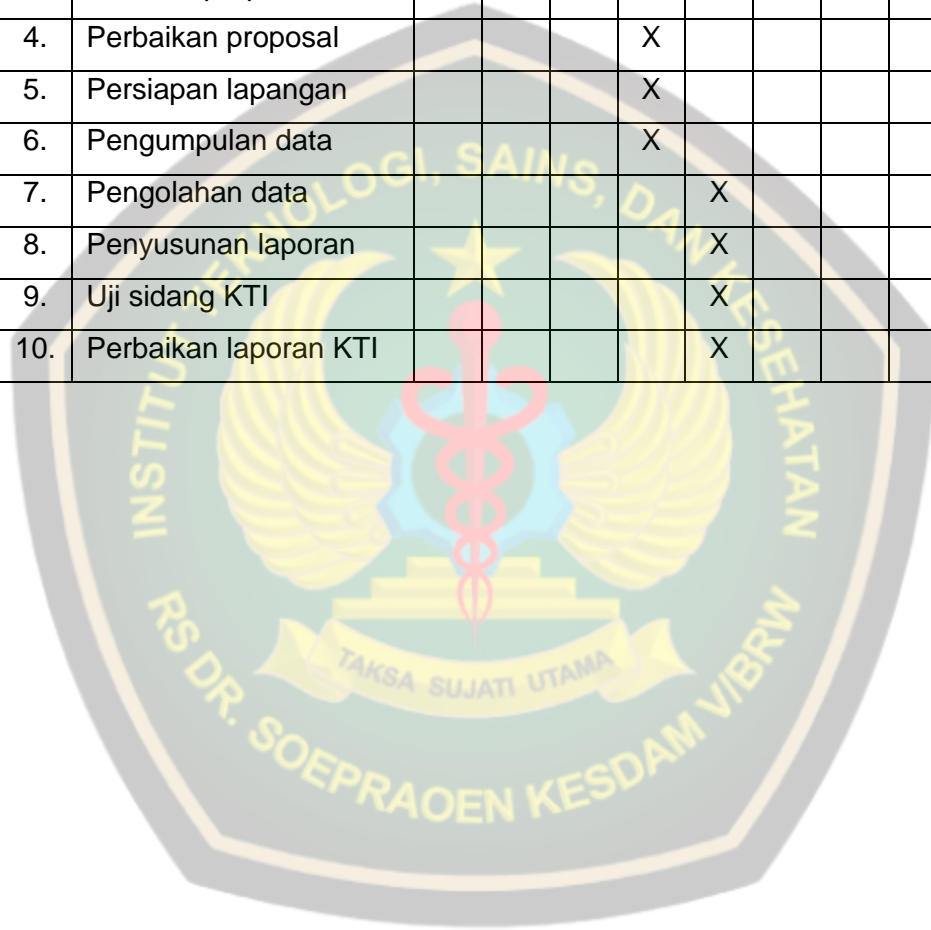 4. Perbaikan proposal X
5. Persiapan lapangan X
6. Pengumpulan data X
7. Pengolahan data X
8. Penyusunan laporan X
9. Uji sidang KTI X
10. Perbaikan laporan KTI X
INSTITUT TEKNOLOGI, SAINS, DAN KESEHATAN
TAKSA SUJATI UTAMA
RS DR. SOEPRAOEN KESDAM V/BRW